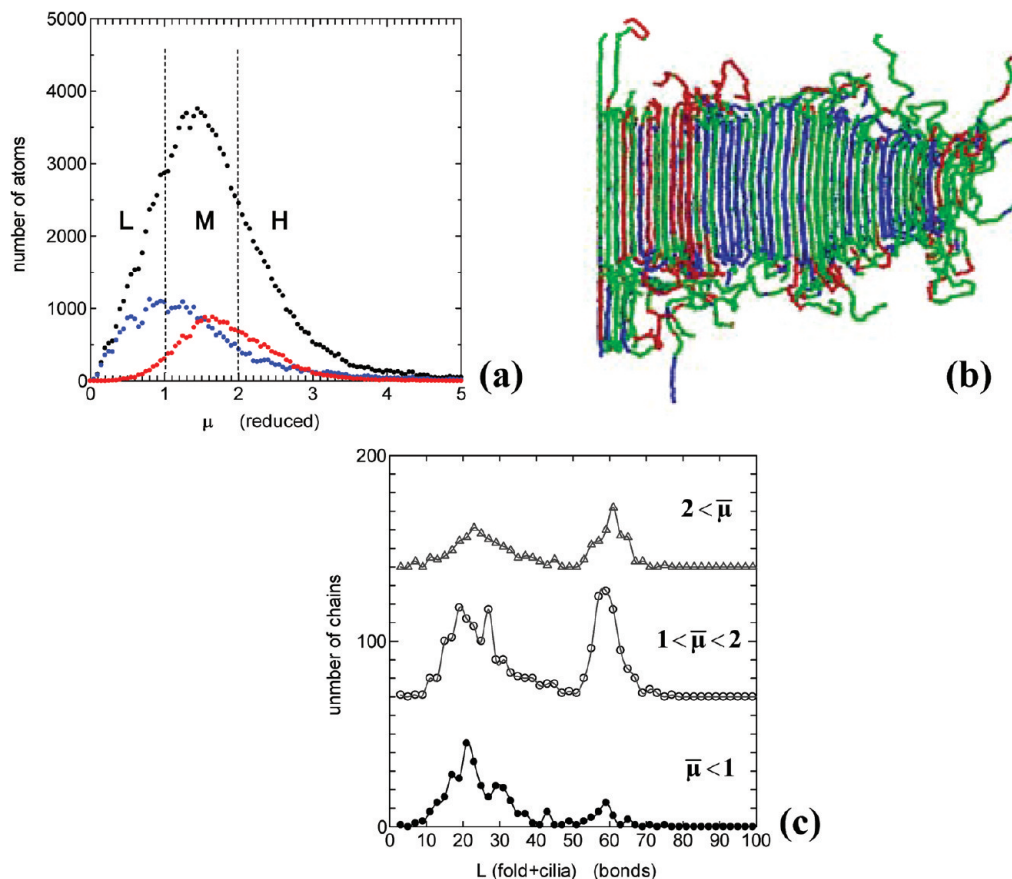 5000
4000
3000
2000
1000
0
number of atoms
L
M
H
0
1
2
3
4
5
μ (reduced)
(a)
(b)
200
100
0
unmber of chains
2 < μ̅
1 < μ̅ < 2
μ̅ < 1
0 10 20 30 40 50 60 70 80 90 100
L (fold+cilia) (bonds)
(c)